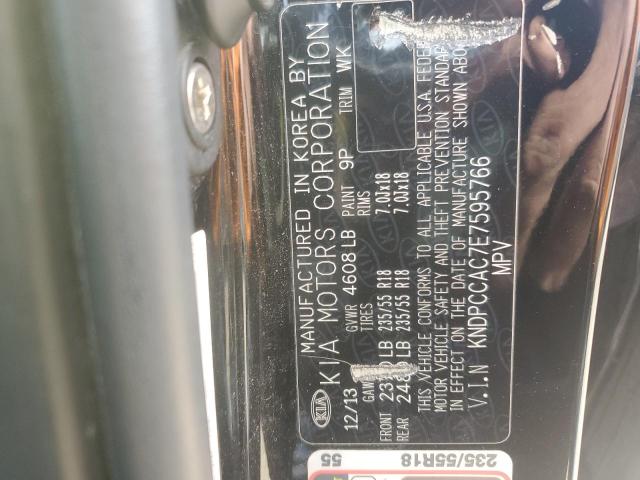 MANUFACTURED IN KOREA BY
KIA MOTORS CORPORATION
12/13 GVWR 4608 LB PAINT 9P TRIM WK
TIRES RIMS
FRONT LB 235/55 R18 7.0Jx18
REAR LB 235/55 R18 7.0Jx18
THIS VEHICLE CONFORMS TO ALL APPLICABLE U.S.A. FEDE
MOTOR VEHICLE SAFETY AND THEFT PREVENTION STANDA
IN EFFECT ON THE DATE OF MANUFACTURE SHOWN ABO
V.I.N KNDPCCAC7E7595766
MPV
KIA
235/55R18
55